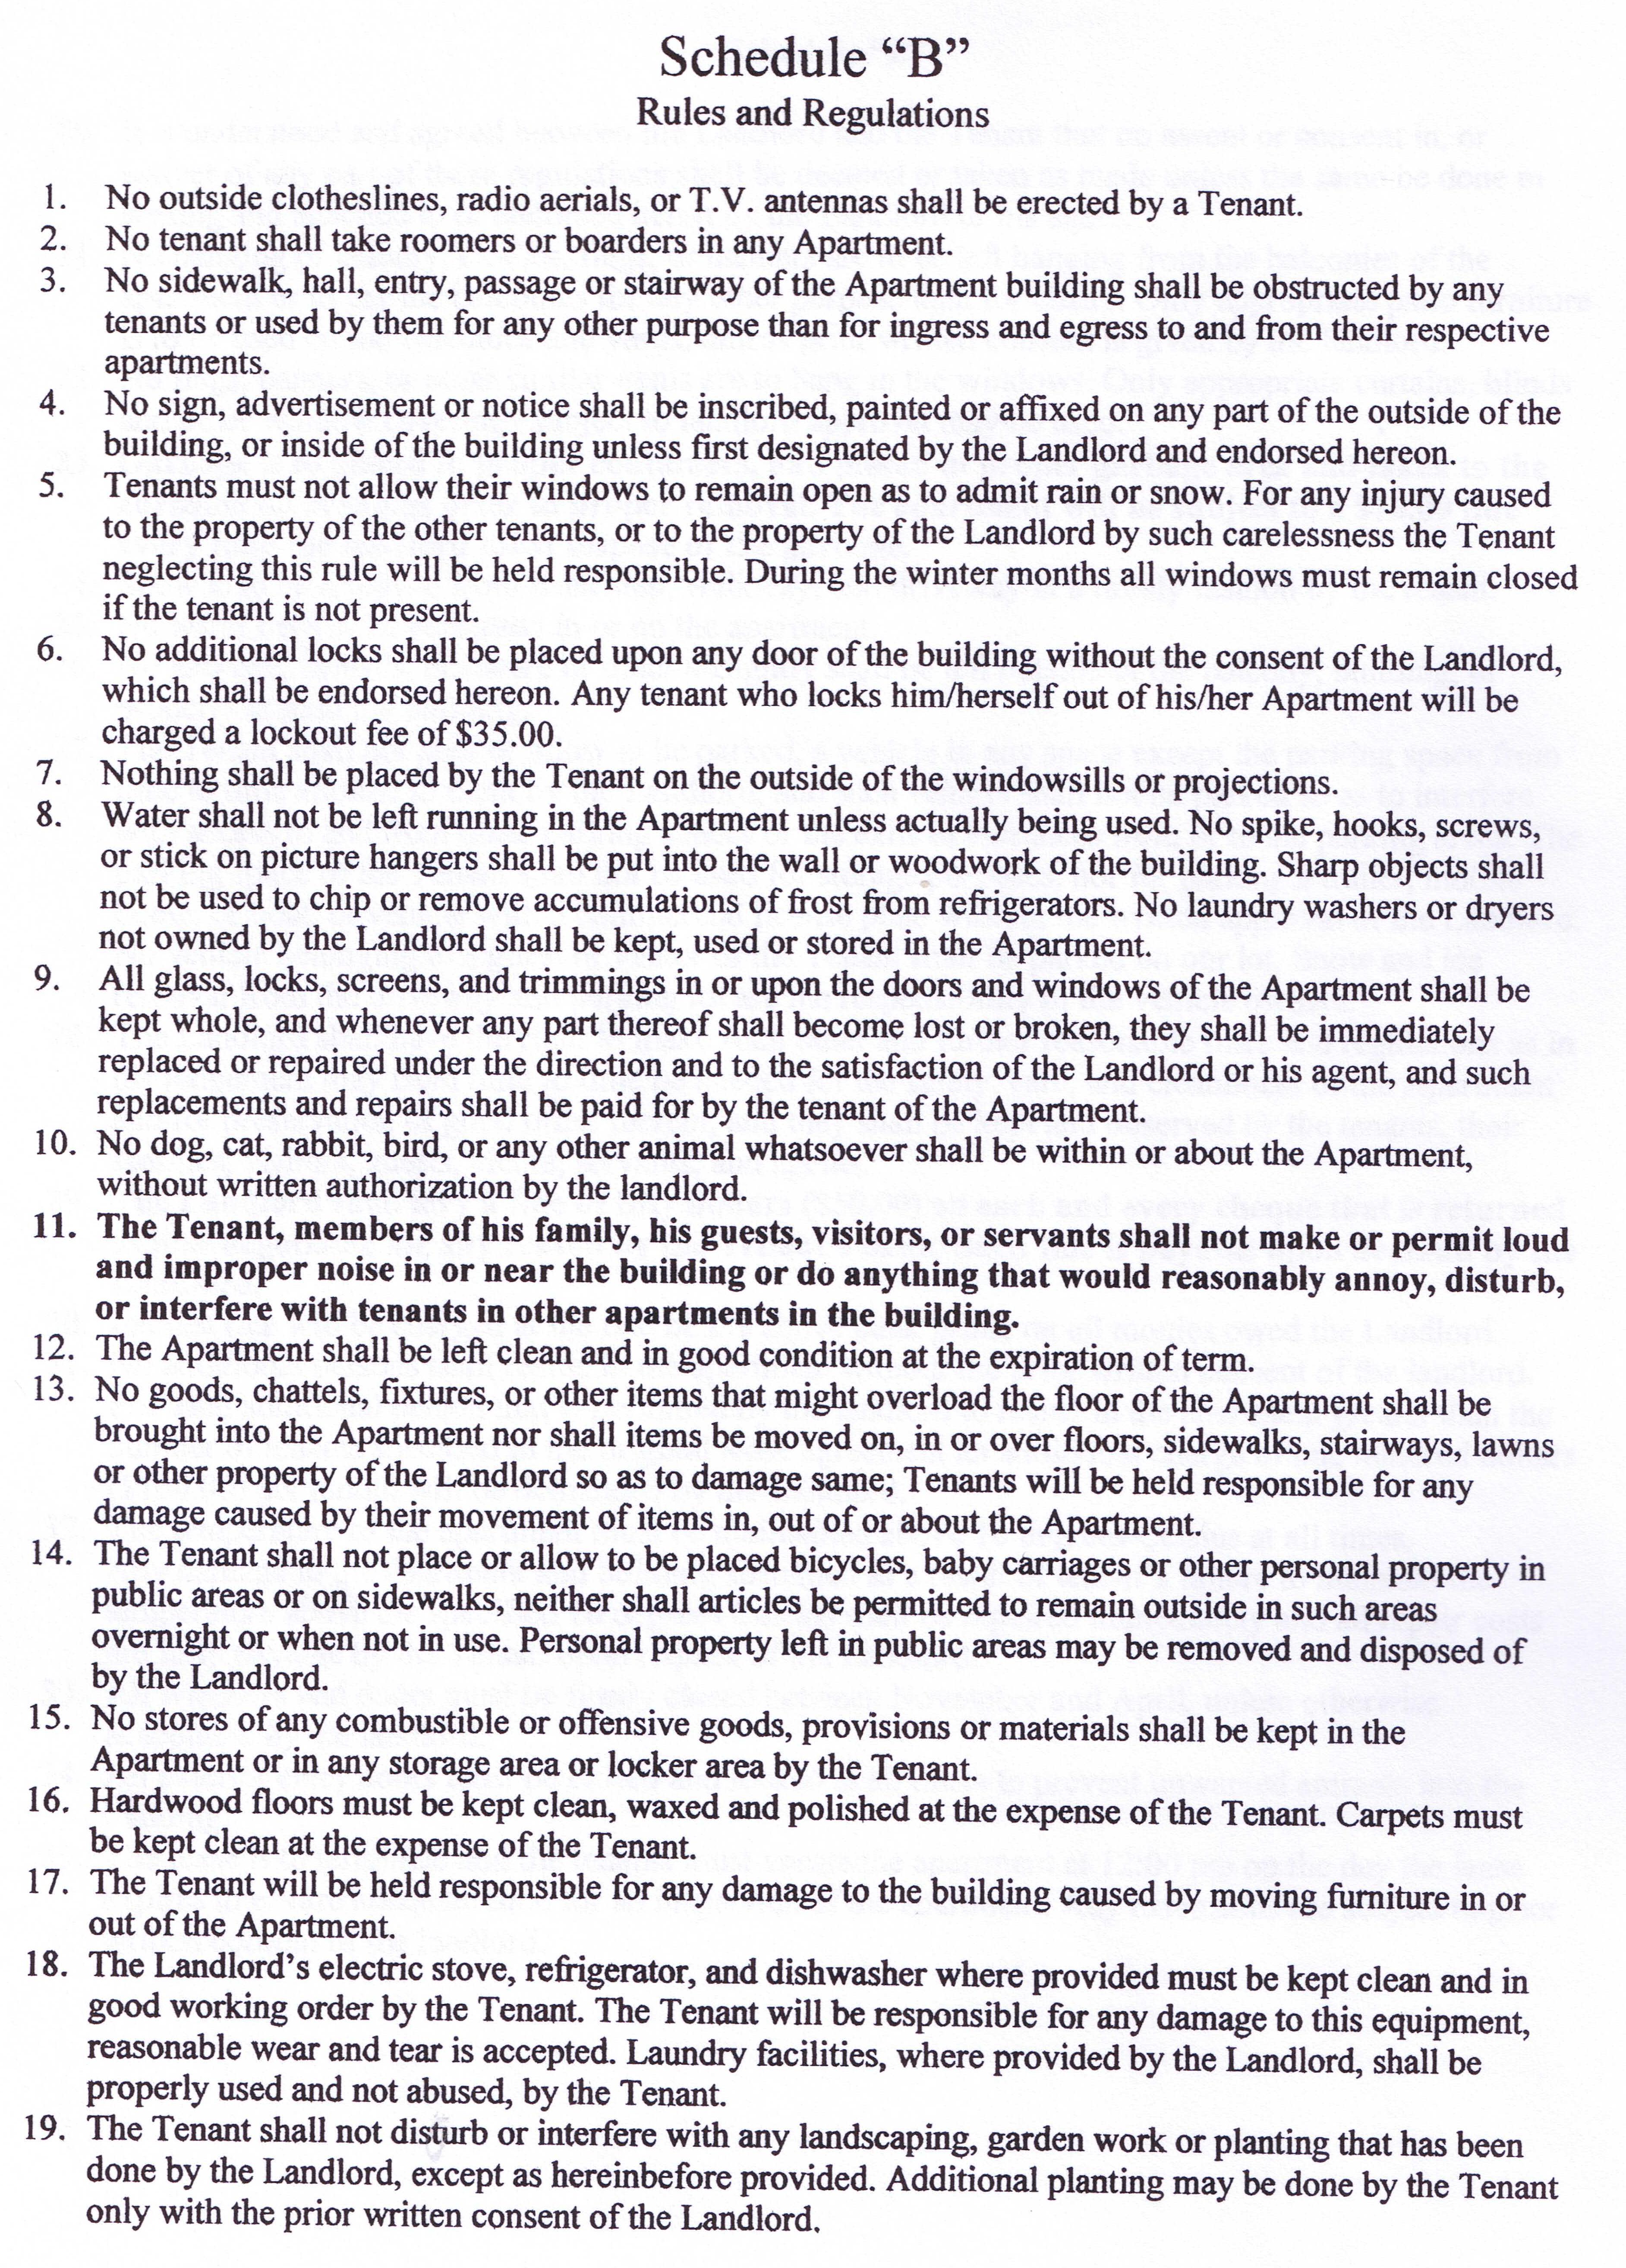 Schedule “B”
Rules and Regulations
1. No outside clotheslines, radio aerials, or T.V. antennas shall be erected by a Tenant.
2. No tenant shall take roomers or boarders in any Apartment.
3. No sidewalk, hall, entry, passage or stairway of the Apartment building shall be obstructed by any
tenants or used by them for any other purpose than for ingress and egress to and from their respective
apartments.
4. No sign, advertisement or notice shall be inscribed, painted or affixed on any part of the outside of the
building, or inside of the building unless first designated by the Landlord and endorsed hereon.
5. Tenants must not allow their windows to remain open as to admit rain or snow. For any injury caused
to the property of the other tenants, or to the property of the Landlord by such carelessness the Tenant
neglecting this rule will be held responsible. During the winter months all windows must remain closed
if the tenant is not present.
6. No additional locks shall be placed upon any door of the building without the consent of the Landlord,
which shall be endorsed hereon. Any tenant who locks him/herself out of his/her Apartment will be
charged a lockout fee of $35.00.
7. Nothing shall be placed by the Tenant on the outside of the windowsills or projections.
8. Water shall not be left running in the Apartment unless actually being used. No spike, hooks, screws,
or stick on picture hangers shall be put into the wall or woodwork of the building. Sharp objects shall
not be used to chip or remove accumulations of frost from refrigerators. No laundry washers or dryers
not owned by the Landlord shall be kept, used or stored in the Apartment.
9. All glass, locks, screens, and trimmings in or upon the doors and windows of the Apartment shall be
kept whole, and whenever any part thereof shall become lost or broken, they shall be immediately
replaced or repaired under the direction and to the satisfaction of the Landlord or his agent, and such
replacements and repairs shall be paid for by the tenant of the Apartment.
10. No dog, cat, rabbit, bird, or any other animal whatsoever shall be within or about the Apartment,
without written authorization by the landlord.
11. The Tenant, members of his family, his guests, visitors, or servants shall not make or permit loud
and improper noise in or near the building or do anything that would reasonably annoy, disturb,
or interfere with tenants in other apartments in the building.
12. The Apartment shall be left clean and in good condition at the expiration of term.
13. No goods, chattels, fixtures, or other items that might overload the floor of the Apartment shall be
brought into the Apartment nor shall items be moved on, in or over floors, sidewalks, stairways, lawns
or other property of the Landlord so as to damage same; Tenants will be held responsible for any
damage caused by their movement of items in, out of or about the Apartment.
14. The Tenant shall not place or allow to be placed bicycles, baby carriages or other personal property in
public areas or on sidewalks, neither shall articles be permitted to remain outside in such areas
overnight or when not in use. Personal property left in public areas may be removed and disposed of
by the Landlord.
15. No stores of any combustible or offensive goods, provisions or materials shall be kept in the
Apartment or in any storage area or locker area by the Tenant.
16. Hardwood floors must be kept clean, waxed and polished at the expense of the Tenant. Carpets must
be kept clean at the expense of the Tenant.
17. The Tenant will be held responsible for any damage to the building caused by moving furniture in or
out of the Apartment.
18. The Landlord’s electric stove, refrigerator, and dishwasher where provided must be kept clean and in
good working order by the Tenant. The Tenant will be responsible for any damage to this equipment,
reasonable wear and tear is accepted. Laundry facilities, where provided by the Landlord, shall be
properly used and not abused, by the Tenant.
19. The Tenant shall not disturb or interfere with any landscaping, garden work or planting that has been
done by the Landlord, except as hereinbefore provided. Additional planting may be done by the Tenant
only with the prior written consent of the Landlord.